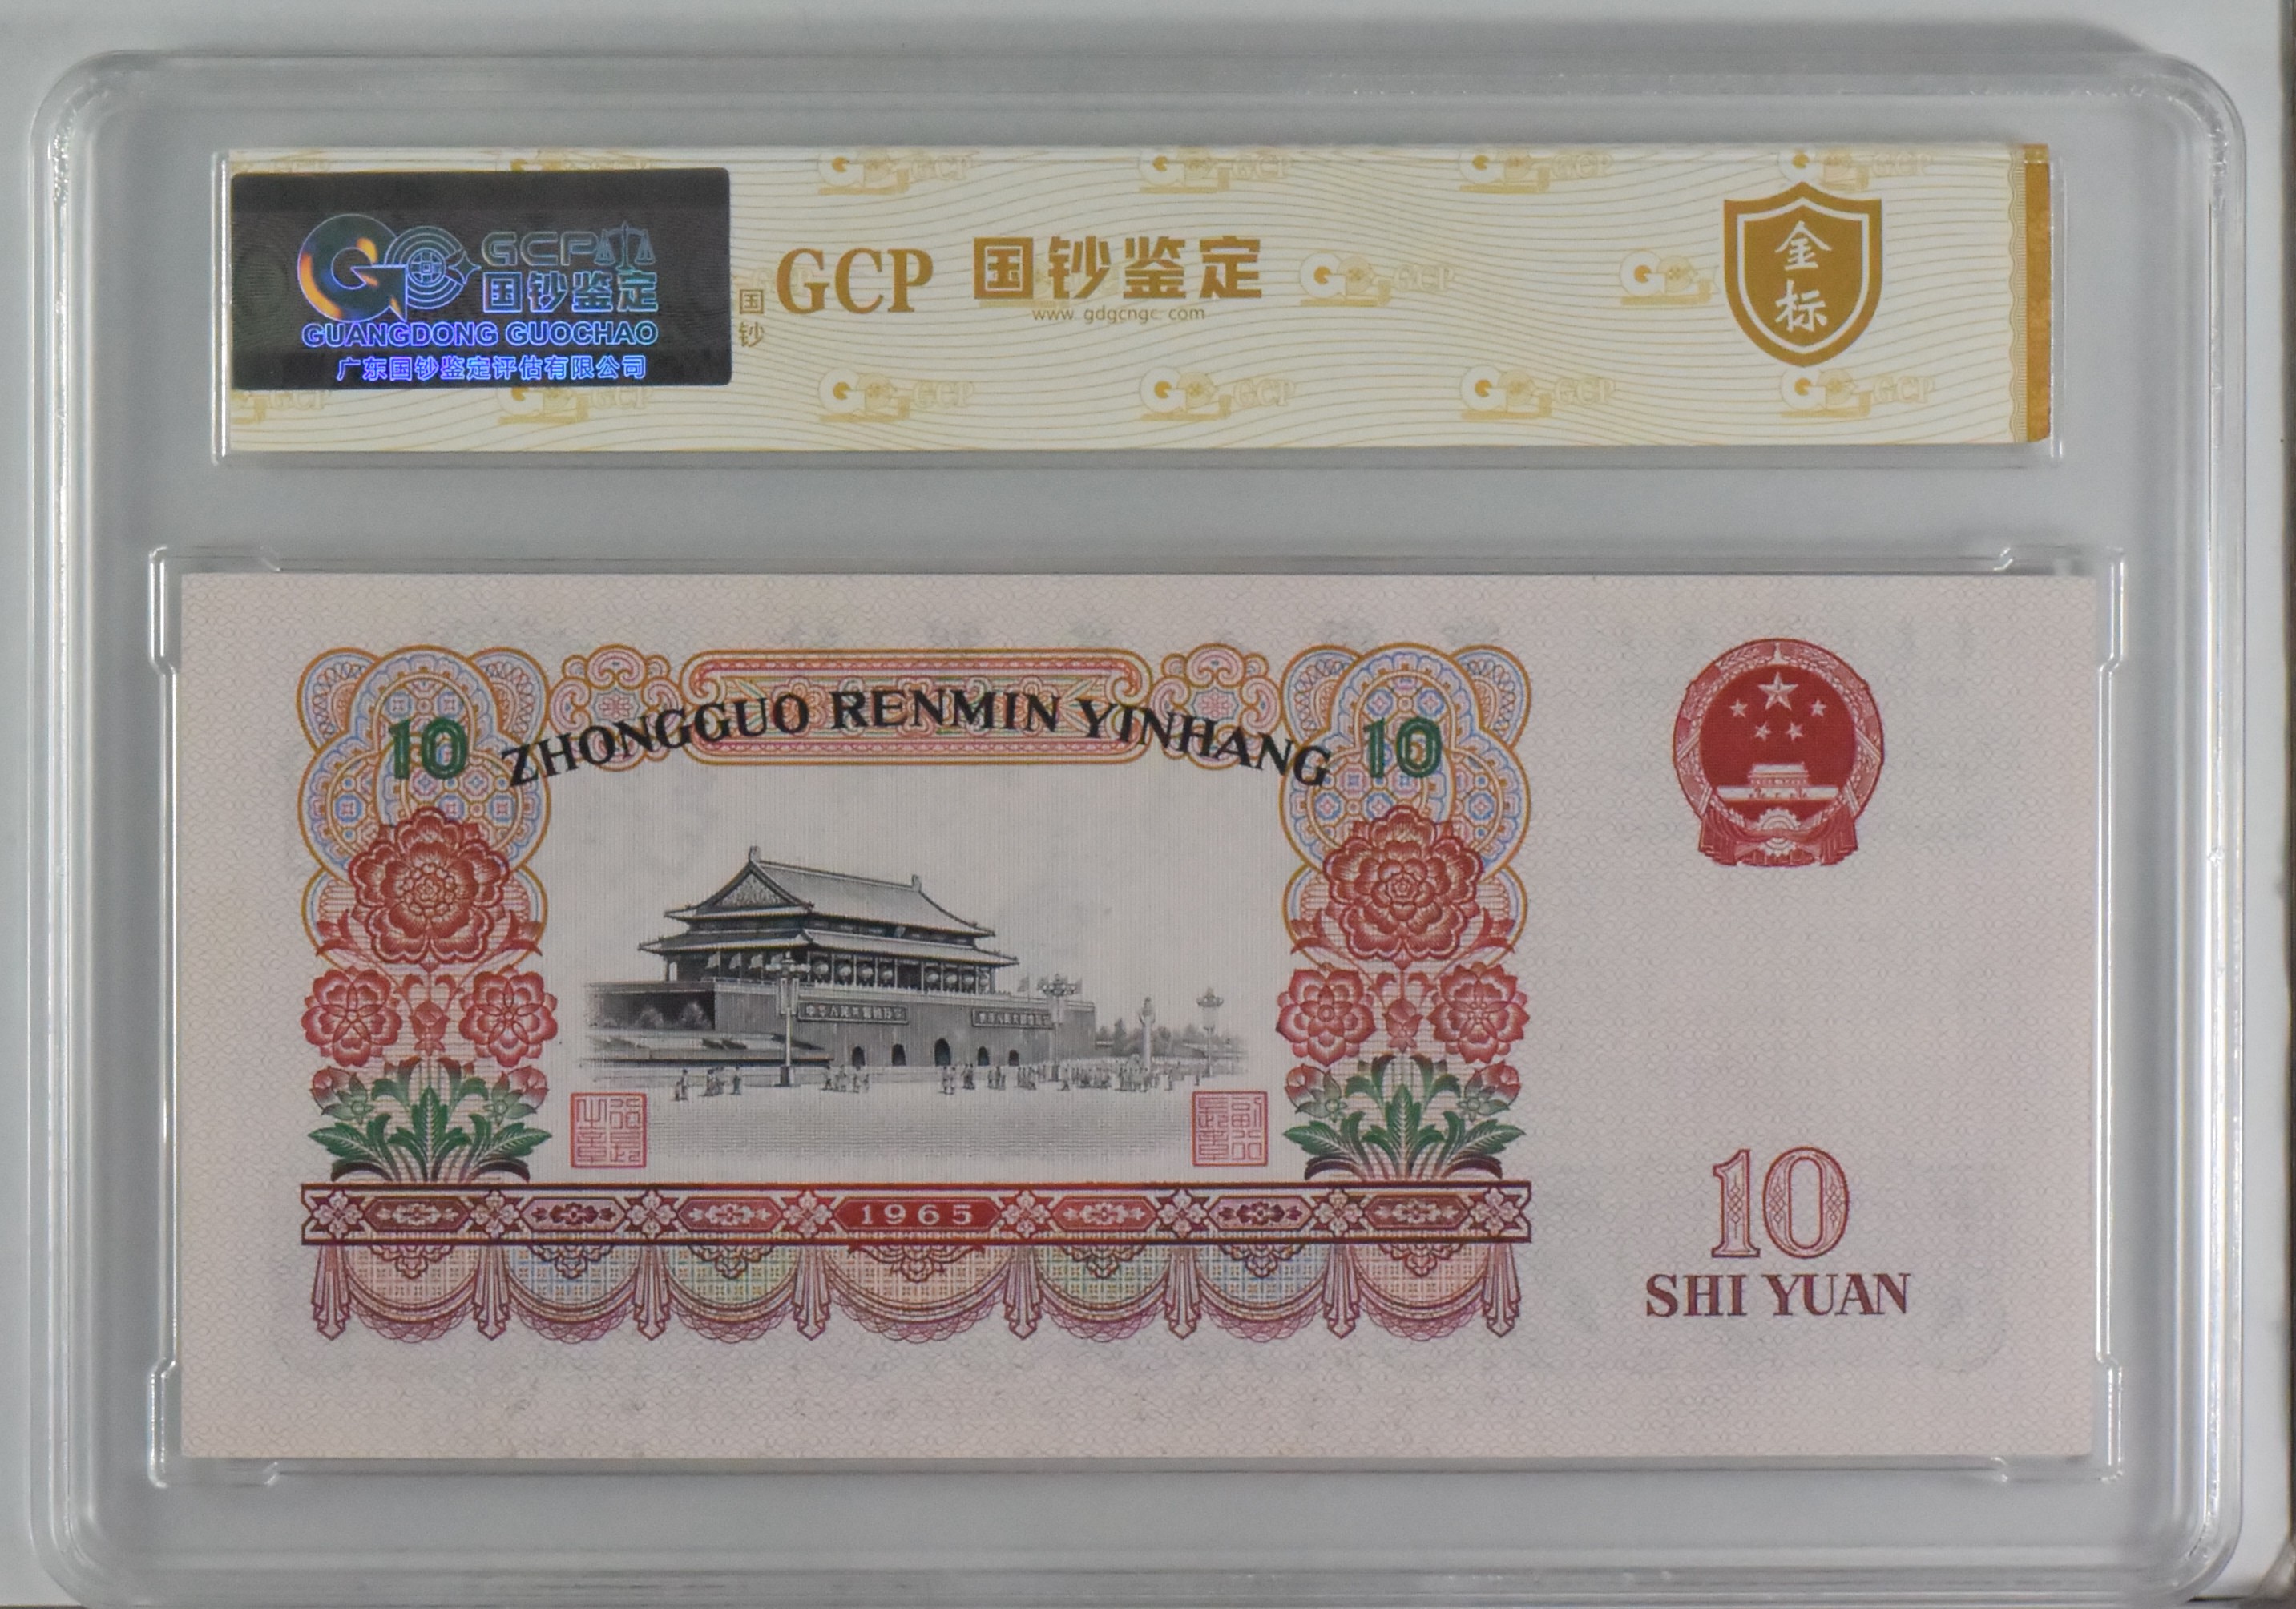 GCP
国钞鉴定
GUANGDONG GUOCHAO
广东国钞鉴定评估有限公司
国钞
GCP 国钞鉴定
www. gdgcngc. com
金标
ZHONGGUO RENMIN YINHANG
10
10
1965
10
SHI YUAN